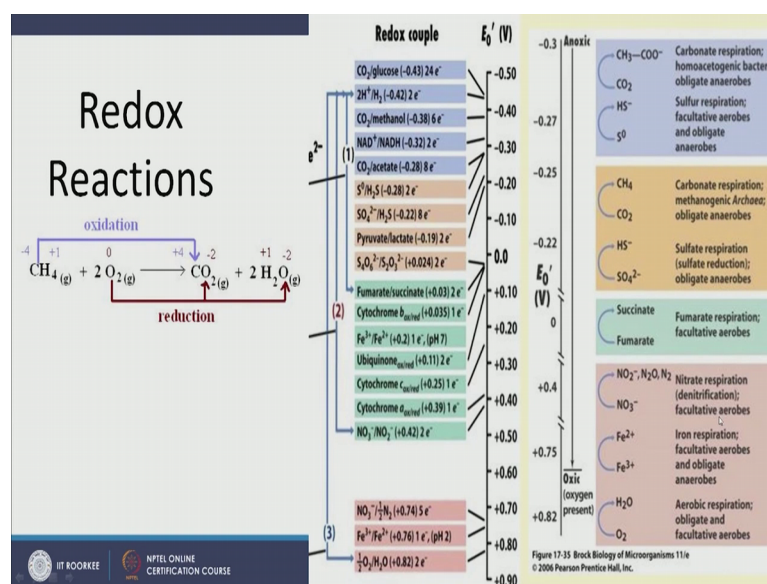 Redox
Reactions
oxidation
-4 +1 0 +4 -2 +1 -2
CH4 (g) + 2 O2(g) ⟶ CO2(g) + 2 H2O(g)
reduction
IIT ROORKEE
NPTEL ONLINE
CERTIFICATION COURSE
NPTEL
Redox couple
E0′ (V)
CO2/glucose (−0.43) 24 e−
2H+/H2 (−0.42) 2 e−
CO2/methanol (−0.38) 6 e−
NAD+/NADH (−0.32) 2 e−
CO2/acetate (−0.28) 8 e−
S0/H2S (−0.28) 2 e−
SO42−/H2S (−0.22) 8 e−
Pyruvate/lactate (−0.19) 2 e−
S4O62−/S2O32− (+0.024) 2 e−
Fumarate/succinate (+0.03) 2 e−
Cytochrome box/red (+0.035) 1 e−
Fe3+/Fe2+ (+0.2) 1 e−, (pH 7)
Ubiquinoneox/red (+0.11) 2 e−
Cytochrome cox/red (+0.25) 1 e−
Cytochrome aox/red (+0.39) 1 e−
NO3−/NO2− (+0.42) 2 e−
NO3−/½N2 (+0.74) 5 e−
Fe3+/Fe2+ (+0.76) 1 e−, (pH 2)
½O2/H2O (+0.82) 2 e−
e2−
(1)
(2)
(3)
−0.50
−0.40
−0.30
−0.20
−0.10
0.0
+0.10
+0.20
+0.30
+0.40
+0.50
+0.60
+0.70
+0.80
+0.90
−0.3
Anoxic
−0.27
−0.25
−0.22
E0′
(V)
0
+0.4
+0.75
+0.82
Oxic
(oxygen
present)
CH3—COO−
CO2
Carbonate respiration;
homoacetogenic bacter
obligate anaerobes
HS−
S0
Sulfur respiration;
facultative aerobes
and obligate
anaerobes
CH4
CO2
Carbonate respiration;
methanogenic Archaea;
obligate anaerobes
HS−
SO42−
Sulfate respiration
(sulfate reduction);
obligate anaerobes
Succinate
Fumarate
Fumarate respiration;
facultative aerobes
NO2−, N2O, N2
NO3−
Nitrate respiration
(denitrification);
facultative aerobes
Fe2+
Fe3+
Iron respiration;
facultative aerobes
and obligate
anaerobes
H2O
O2
Aerobic respiration;
obligate and
facultative aerobes
Figure 17-35 Brock Biology of Microorganisms 11/e
© 2006 Pearson Prentice Hall, Inc.